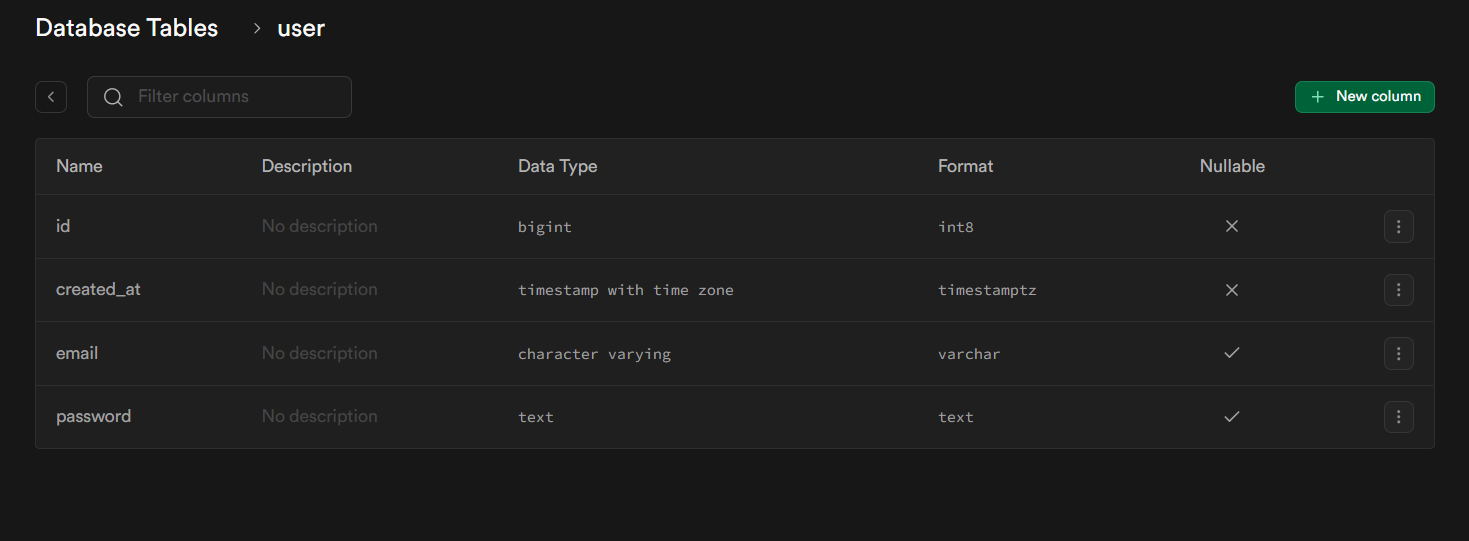 Database Tables > user
Filter columns
+ New column
Name Description Data Type Format Nullable
id No description bigint int8
created_at No description timestamp with time zone timestamptz
email No description character varying varchar
password No description text text